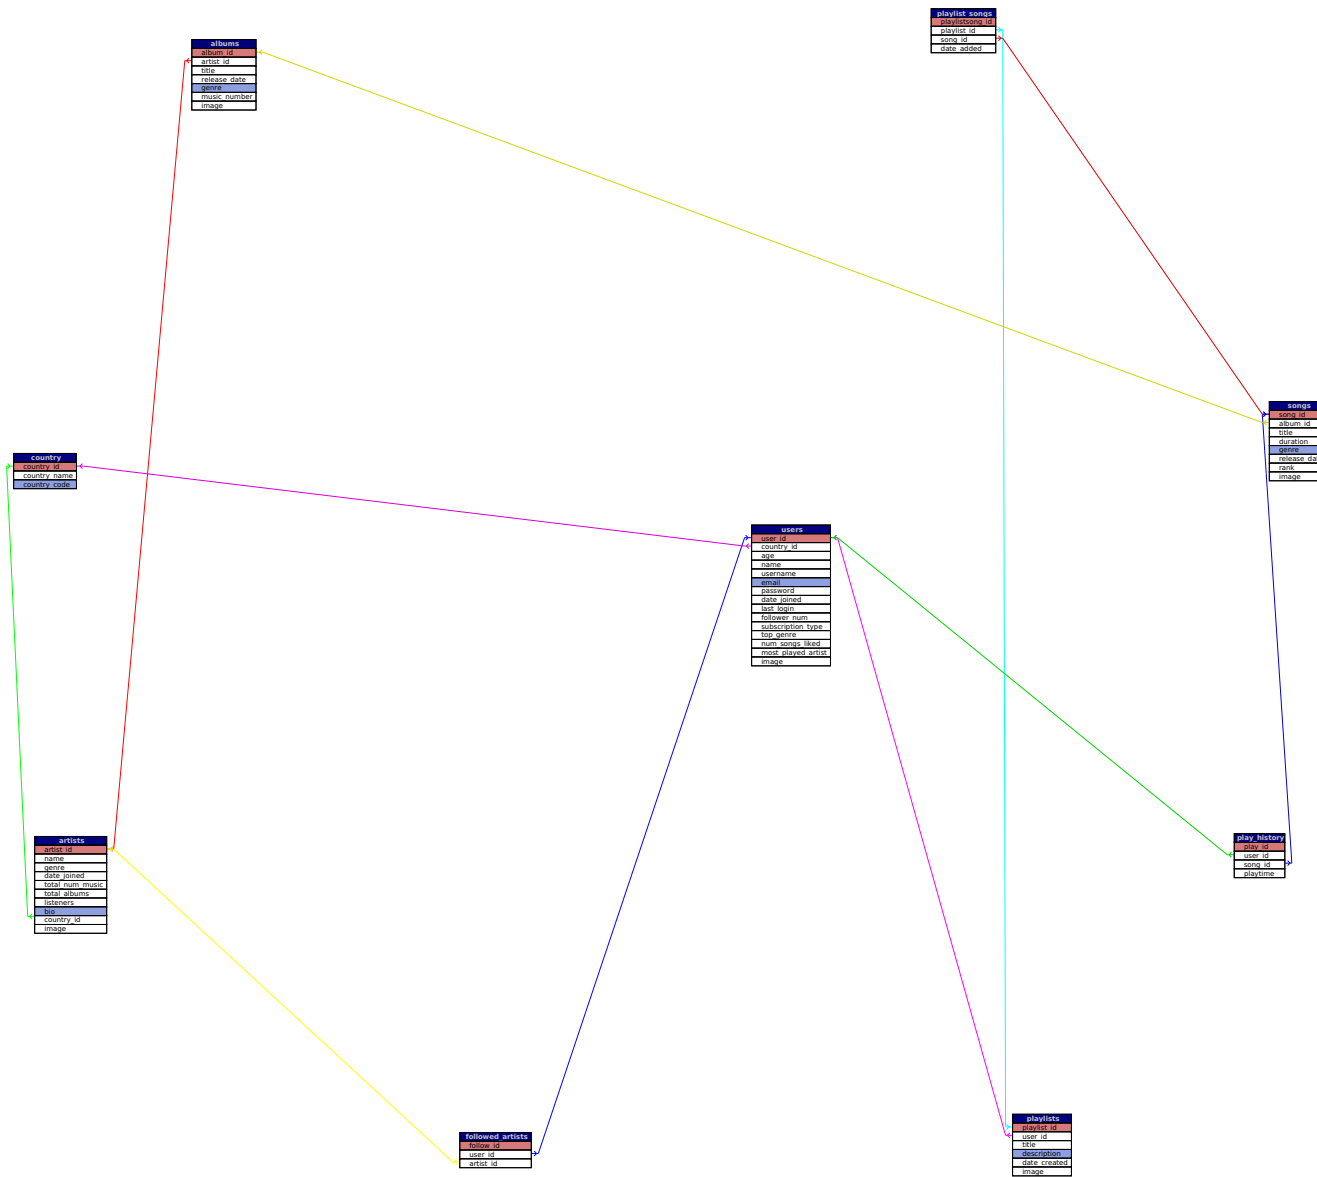 playlist_songs
playlistsong_id
playlist_id
song_id
date_added
albums
album_id
artist_id
title
release_date
genre
music_number
image
songs
song_id
album_id
title
duration
genre
release_dat
rank
image
country
country_id
country_name
country_code
users
user_id
country_id
age
name
username
email
password
date_joined
last_login
follower_num
subscription_type
top_genre
num_songs_liked
most_played_artist
image
artists
artist_id
name
genre
date_joined
total_num_music
total_albums
listeners
bio
country_id
image
play_history
play_id
user_id
song_id
playtime
followed_artists
follow_id
user_id
artist_id
playlists
playlist_id
user_id
title
description
date_created
image